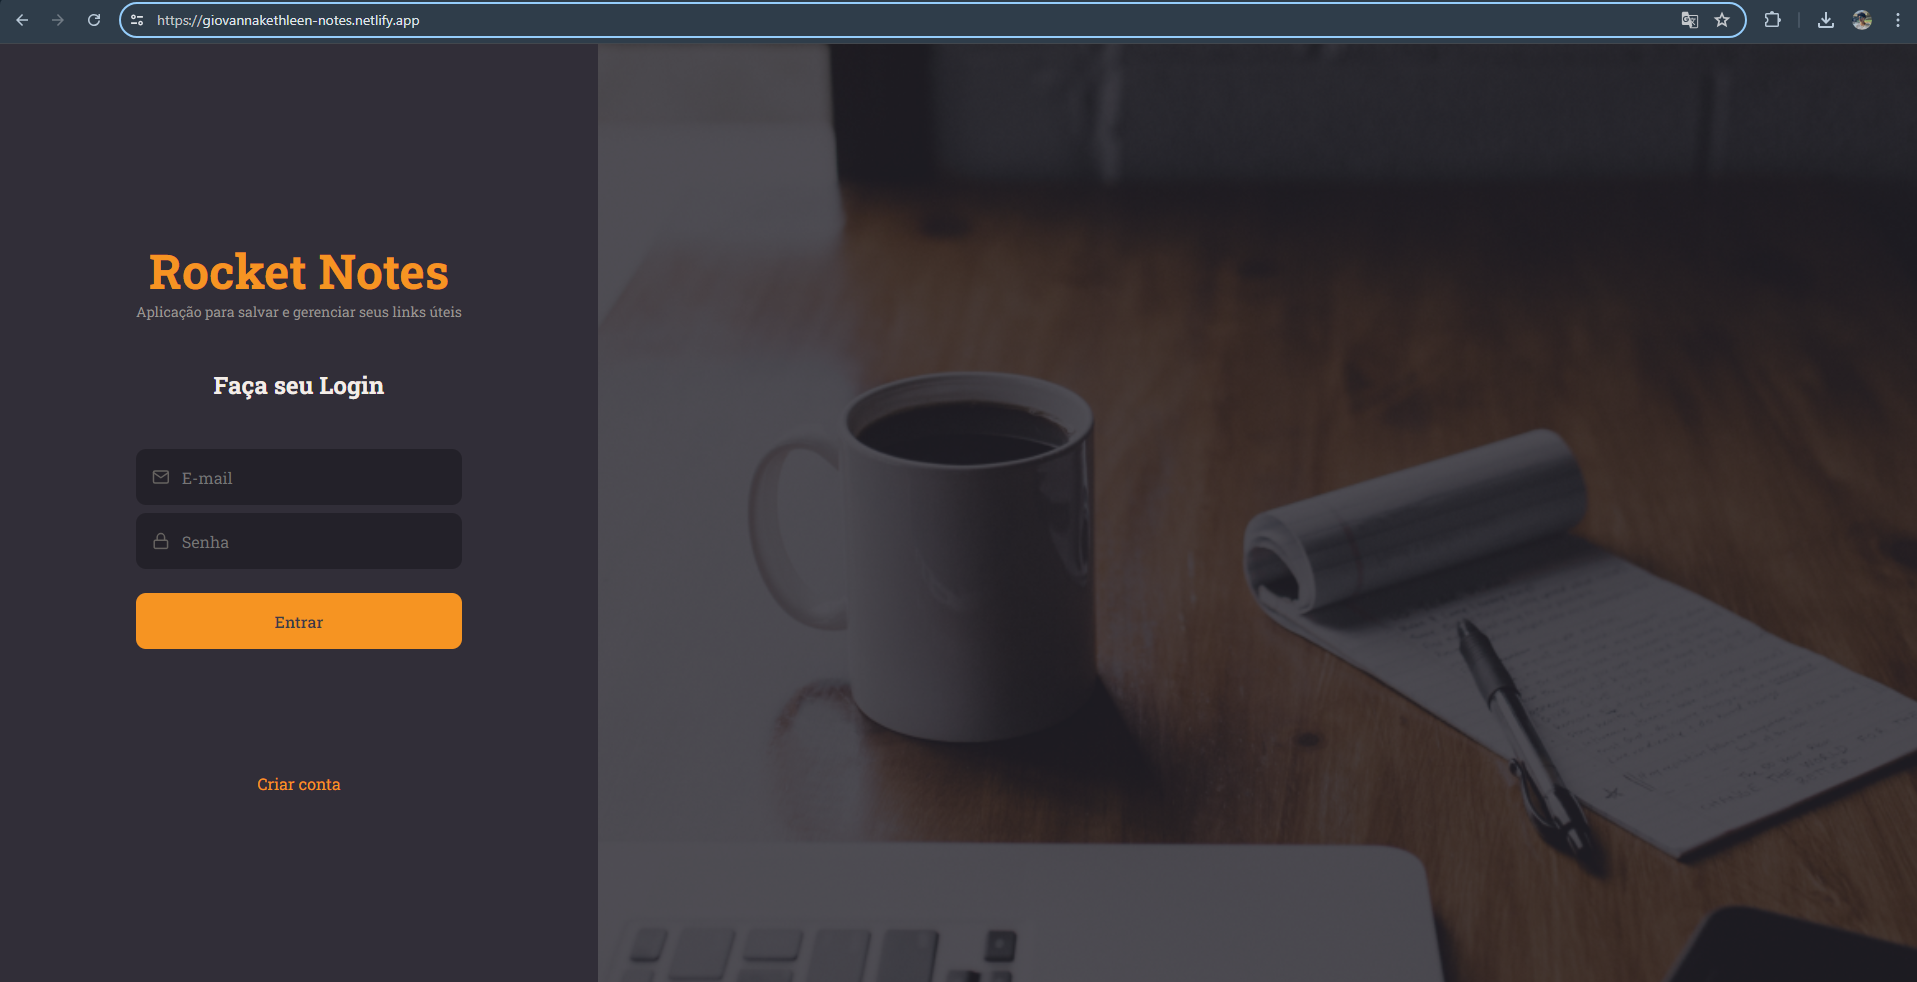 https://giovannakethleen-notes.netlify.app
Rocket Notes
Aplicação para salvar e gerenciar seus links úteis
Faça seu Login
E-mail
Senha
Entrar
Criar conta